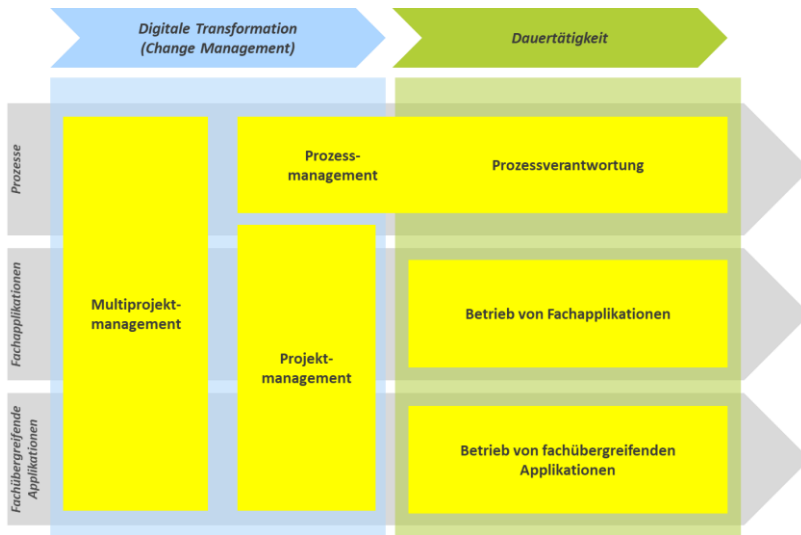 Digitale Transformation
(Change Management)
Dauertätigkeit
Prozesse
Prozess-
management
Prozessverantwortung
Fachapplikationen
Multiprojekt-
management
Projekt-
management
Betrieb von Fachapplikationen
Fachübergreifende
Applikationen
Betrieb von fachübergreifenden
Applikationen